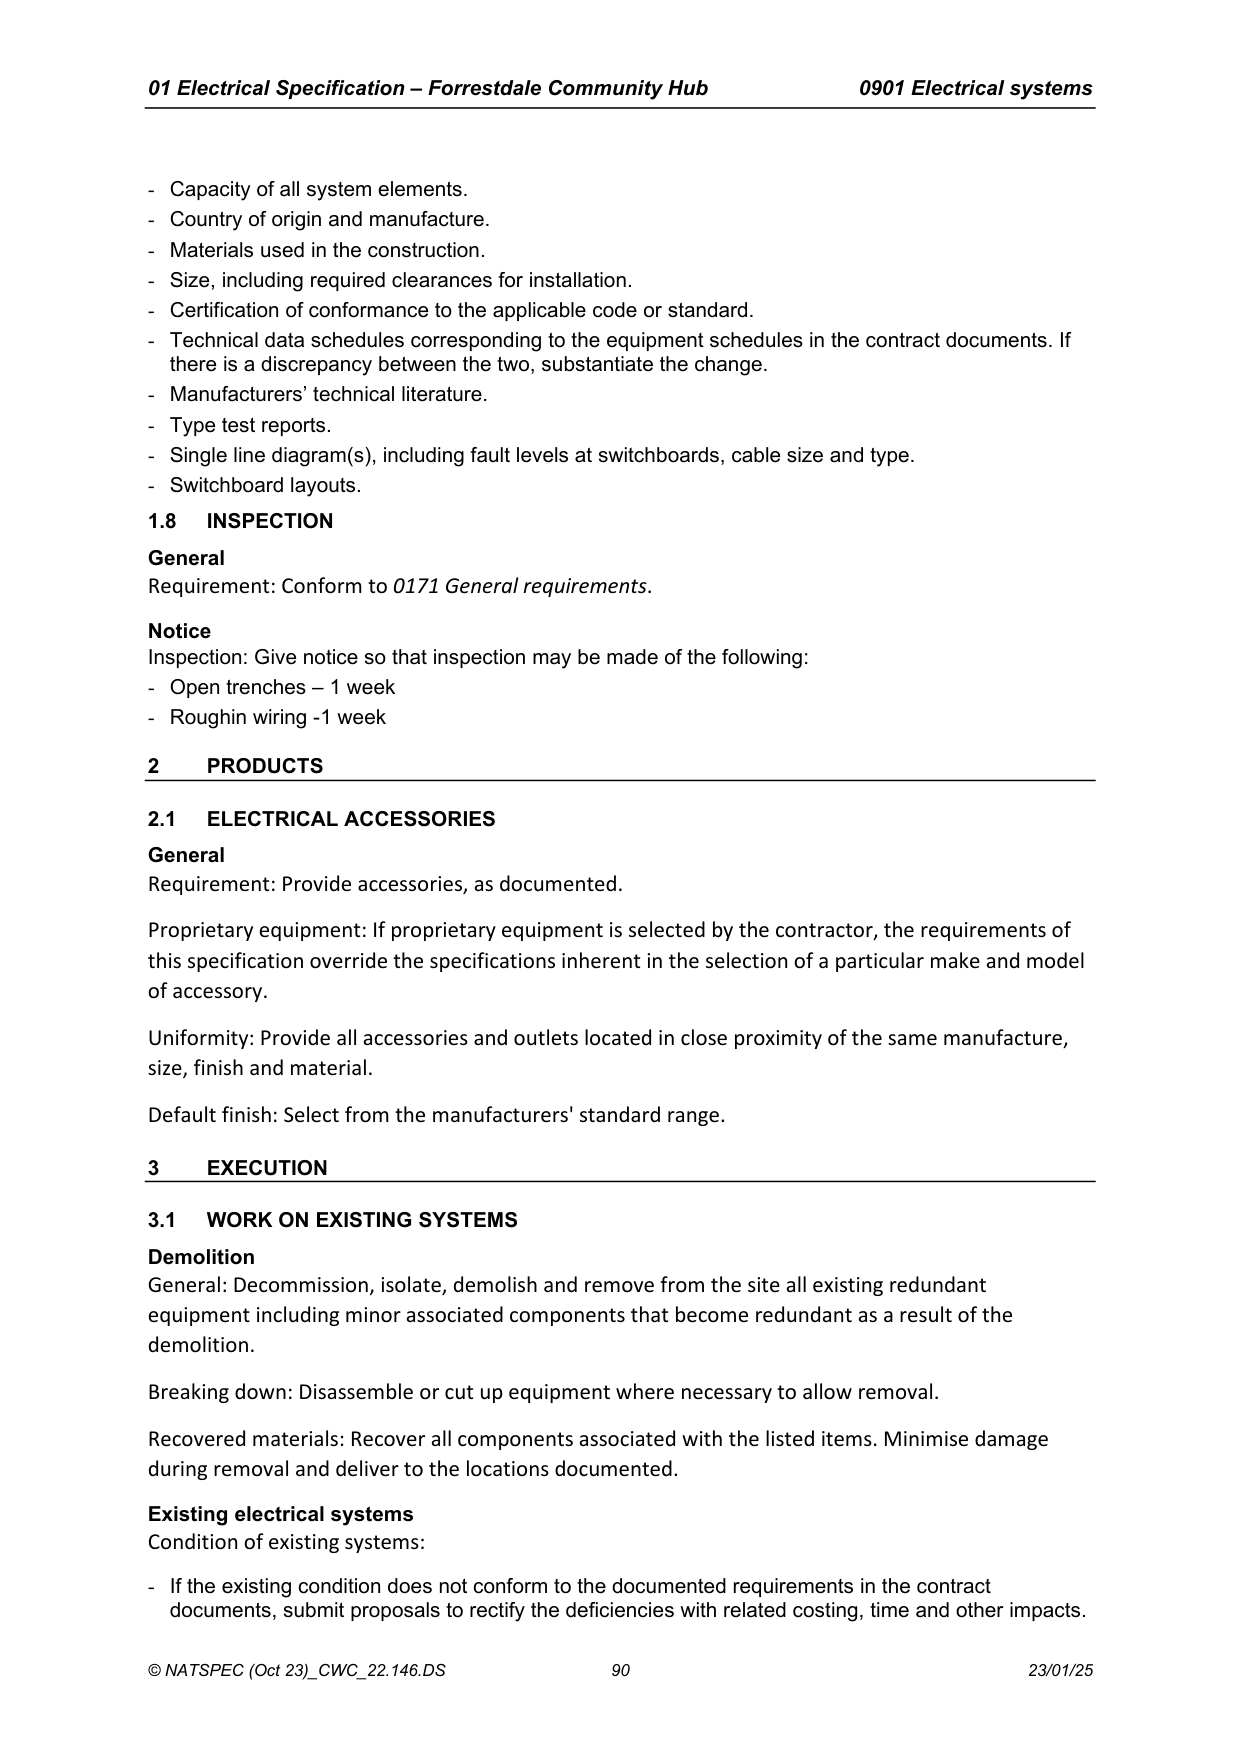 01 Electrical Specification – Forrestdale Community Hub 0901 Electrical systems
- Capacity of all system elements.
- Country of origin and manufacture.
- Materials used in the construction.
- Size, including required clearances for installation.
- Certification of conformance to the applicable code or standard.
- Technical data schedules corresponding to the equipment schedules in the contract documents. If
there is a discrepancy between the two, substantiate the change.
- Manufacturers’ technical literature.
- Type test reports.
- Single line diagram(s), including fault levels at switchboards, cable size and type.
- Switchboard layouts.
1.8 INSPECTION
General
Requirement: Conform to 0171 General requirements.
Notice
Inspection: Give notice so that inspection may be made of the following:
- Open trenches – 1 week
- Roughin wiring -1 week
2 PRODUCTS
2.1 ELECTRICAL ACCESSORIES
General
Requirement: Provide accessories, as documented.
Proprietary equipment: If proprietary equipment is selected by the contractor, the requirements of
this specification override the specifications inherent in the selection of a particular make and model
of accessory.
Uniformity: Provide all accessories and outlets located in close proximity of the same manufacture,
size, finish and material.
Default finish: Select from the manufacturers' standard range.
3 EXECUTION
3.1 WORK ON EXISTING SYSTEMS
Demolition
General: Decommission, isolate, demolish and remove from the site all existing redundant
equipment including minor associated components that become redundant as a result of the
demolition.
Breaking down: Disassemble or cut up equipment where necessary to allow removal.
Recovered materials: Recover all components associated with the listed items. Minimise damage
during removal and deliver to the locations documented.
Existing electrical systems
Condition of existing systems:
- If the existing condition does not conform to the documented requirements in the contract
documents, submit proposals to rectify the deficiencies with related costing, time and other impacts.
© NATSPEC (Oct 23)_CWC_22.146.DS 90 23/01/25